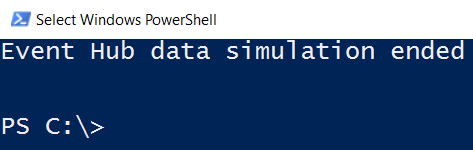 Select Windows PowerShell
Event Hub data simulation ended
PS C:\>